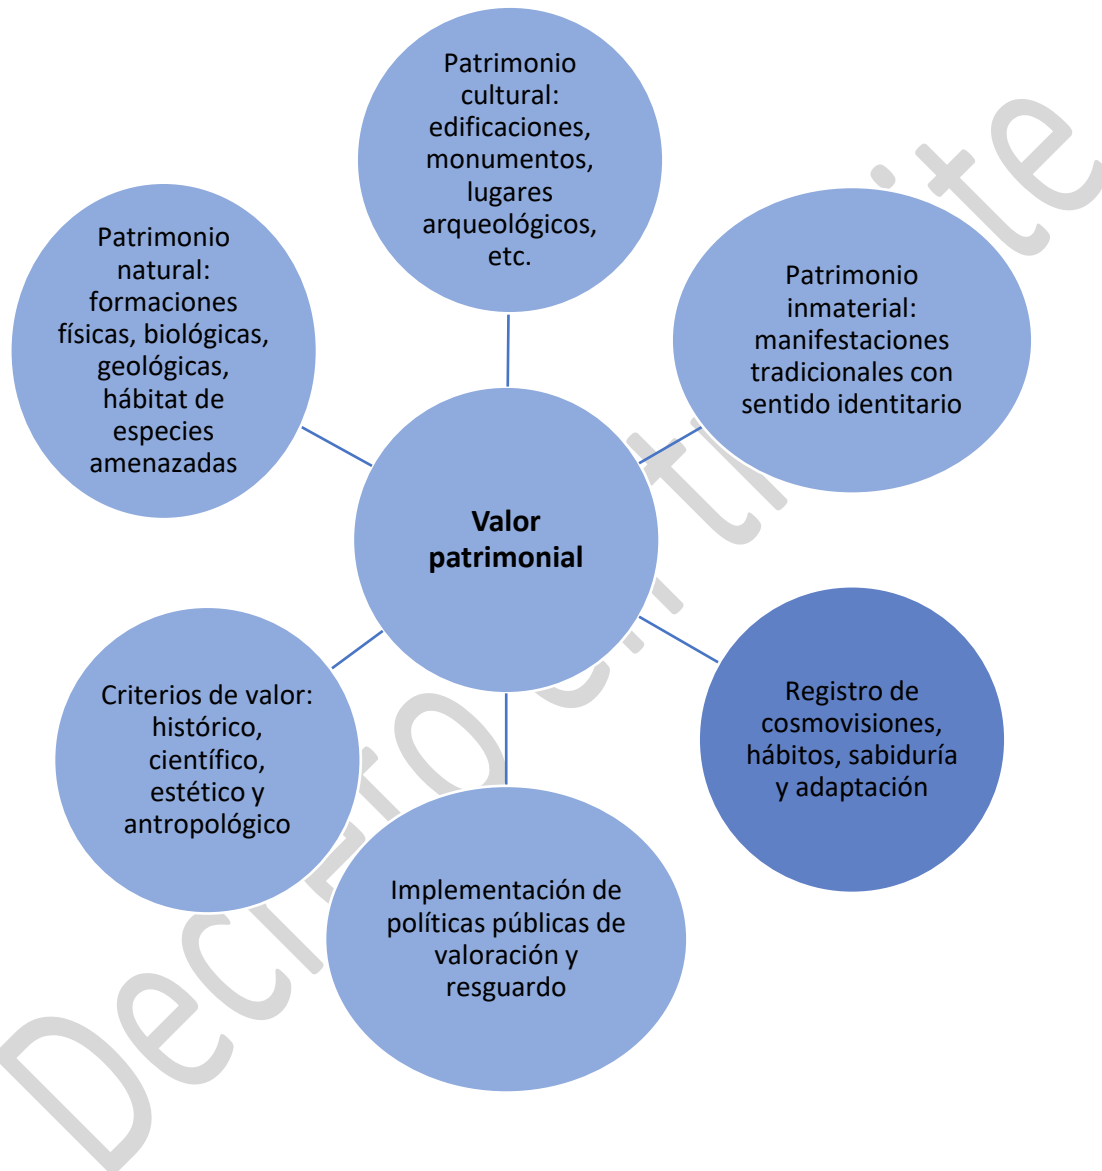 Patrimonio
cultural:
edificaciones,
monumentos,
lugares
arqueológicos,
etc.
Patrimonio
inmaterial:
manifestaciones
tradicionales con
sentido identitario
Registro de
cosmovisiones,
hábitos, sabiduría
y adaptación
Implementación de
políticas públicas de
valoración y
resguardo
Criterios de valor:
histórico,
científico,
estético y
antropológico
Patrimonio
natural:
formaciones
físicas, biológicas,
geológicas,
hábitat de
especies
amenazadas
Valor
patrimonial